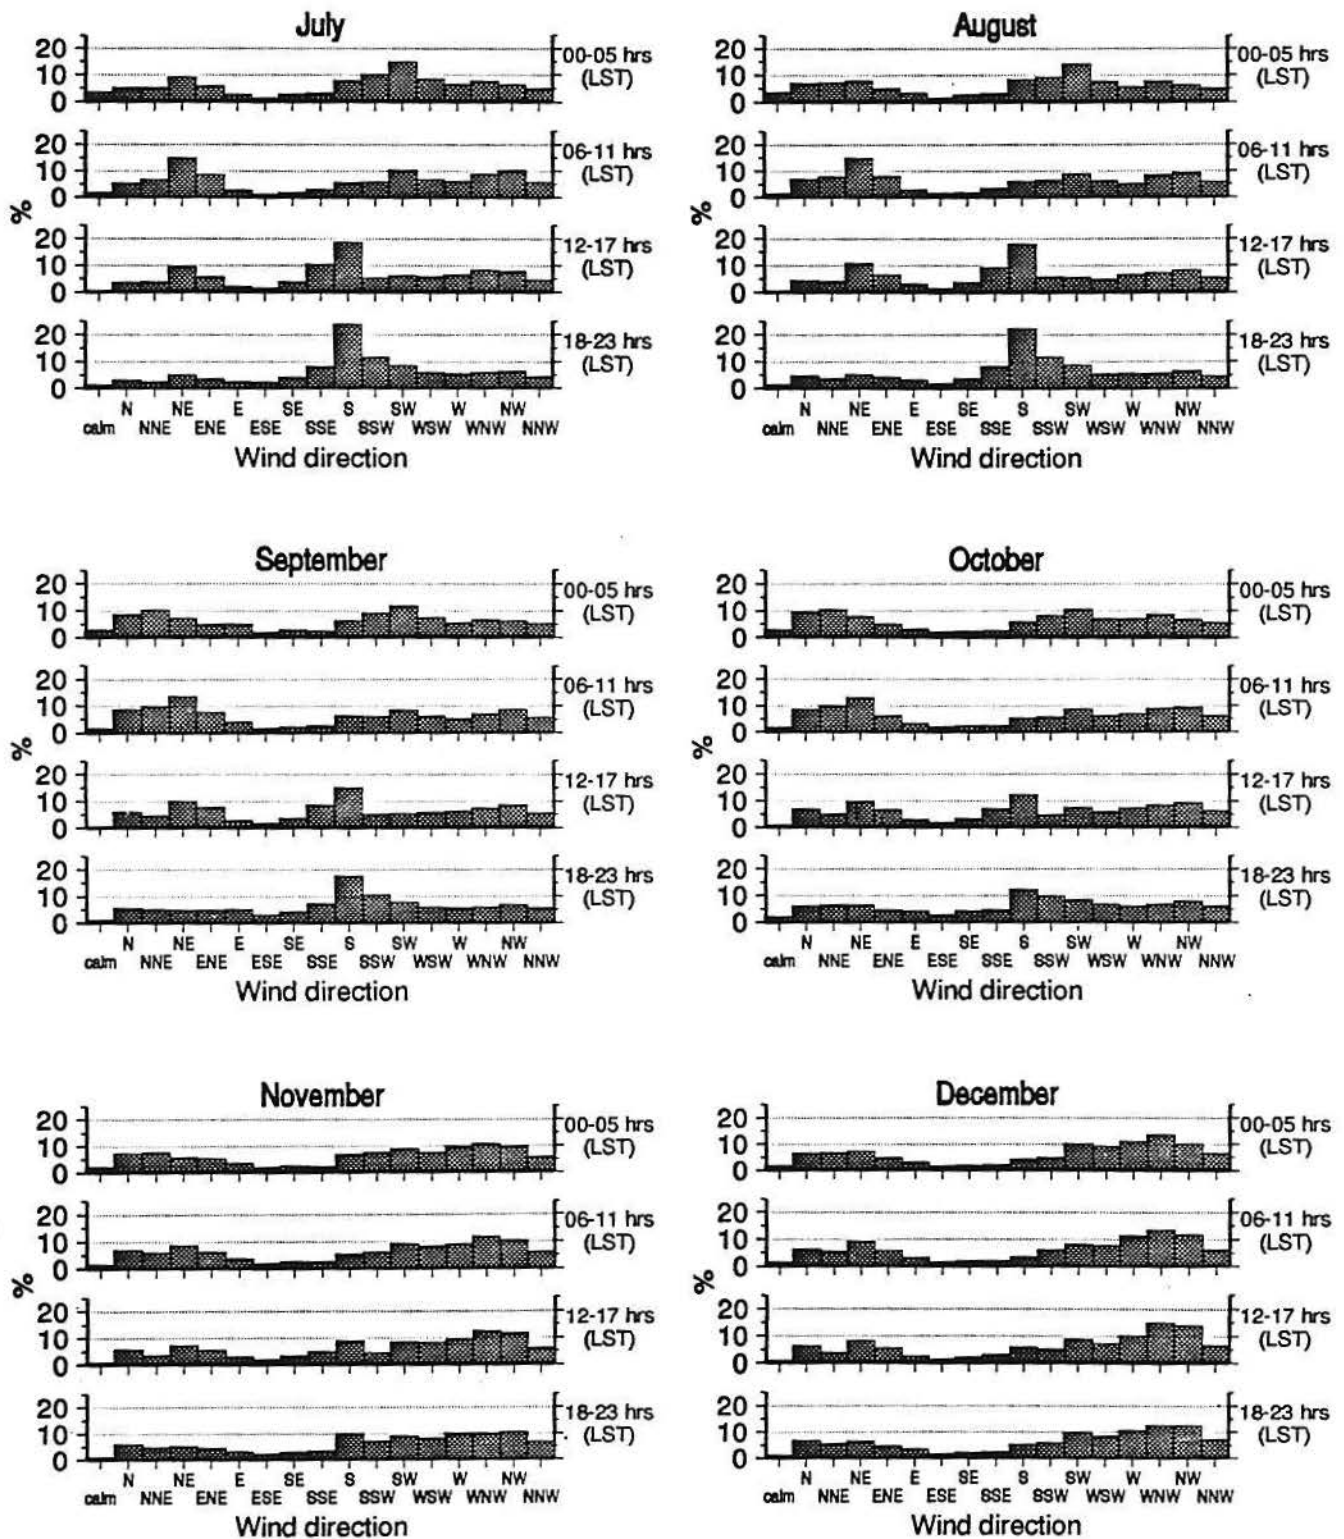 July
20
10
0
00-05 hrs
(LST)
20
10
0
06-11 hrs
(LST)
%
20
10
0
12-17 hrs
(LST)
20
10
0
18-23 hrs
(LST)
N NE E SE S SW W NW
calm NNE ENE ESE SSE SSW WSW WNW NNW
Wind direction
August
20
10
0
00-05 hrs
(LST)
20
10
0
06-11 hrs
(LST)
%
20
10
0
12-17 hrs
(LST)
20
10
0
18-23 hrs
(LST)
N NE E SE S SW W NW
calm NNE ENE ESE SSE SSW WSW WNW NNW
Wind direction
September
20
10
0
00-05 hrs
(LST)
20
10
0
06-11 hrs
(LST)
%
20
10
0
12-17 hrs
(LST)
20
10
0
18-23 hrs
(LST)
N NE E SE S SW W NW
calm NNE ENE ESE SSE SSW WSW WNW NNW
Wind direction
October
20
10
0
00-05 hrs
(LST)
20
10
0
06-11 hrs
(LST)
%
20
10
0
12-17 hrs
(LST)
20
10
0
18-23 hrs
(LST)
N NE E SE S SW W NW
calm NNE ENE ESE SSE SSW WSW WNW NNW
Wind direction
November
20
10
0
00-05 hrs
(LST)
20
10
0
06-11 hrs
(LST)
%
20
10
0
12-17 hrs
(LST)
20
10
0
18-23 hrs
(LST)
N NE E SE S SW W NW
calm NNE ENE ESE SSE SSW WSW WNW NNW
Wind direction
December
20
10
0
00-05 hrs
(LST)
20
10
0
06-11 hrs
(LST)
%
20
10
0
12-17 hrs
(LST)
20
10
0
18-23 hrs
(LST)
N NE E SE S SW W NW
calm NNE ENE ESE SSE SSW WSW WNW NNW
Wind direction